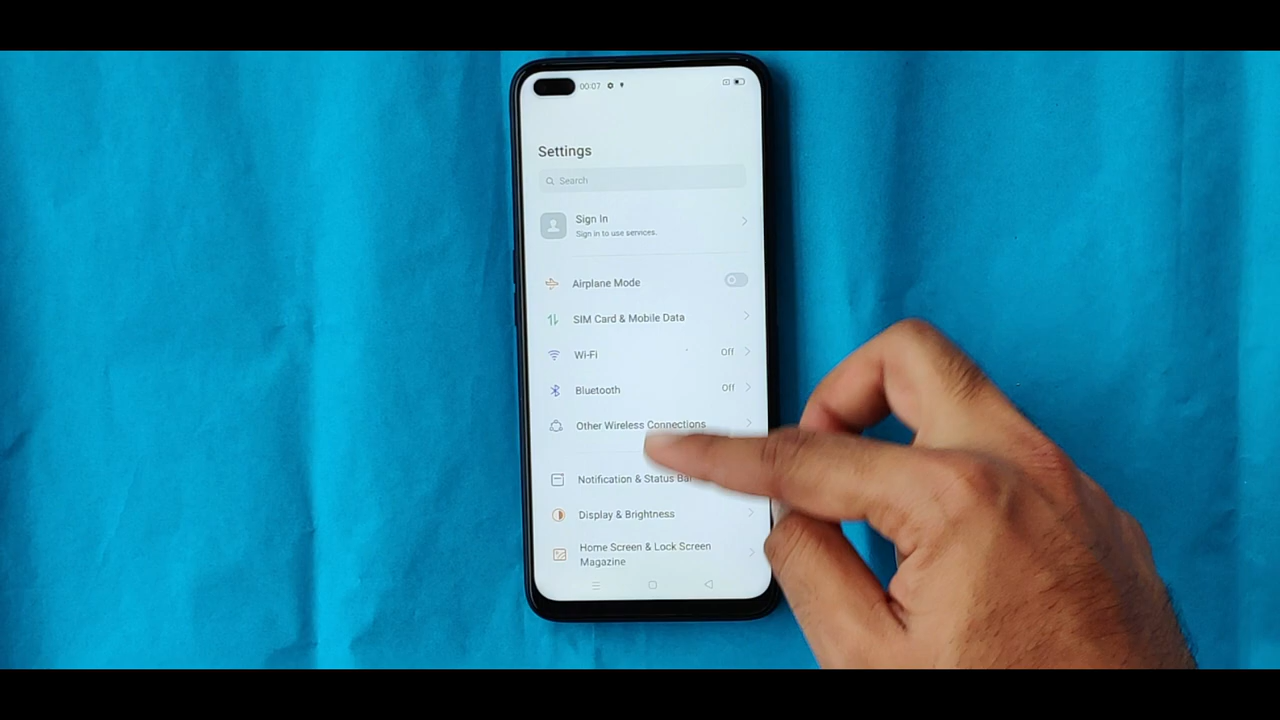 00:07
Settings
Search
Sign In
Sign in to use services.
Airplane Mode
SIM Card & Mobile Data
Wi-Fi Off
Bluetooth Off
Other Wireless Connections
Notification & Status Bar
Display & Brightness
Home Screen & Lock Screen
Magazine